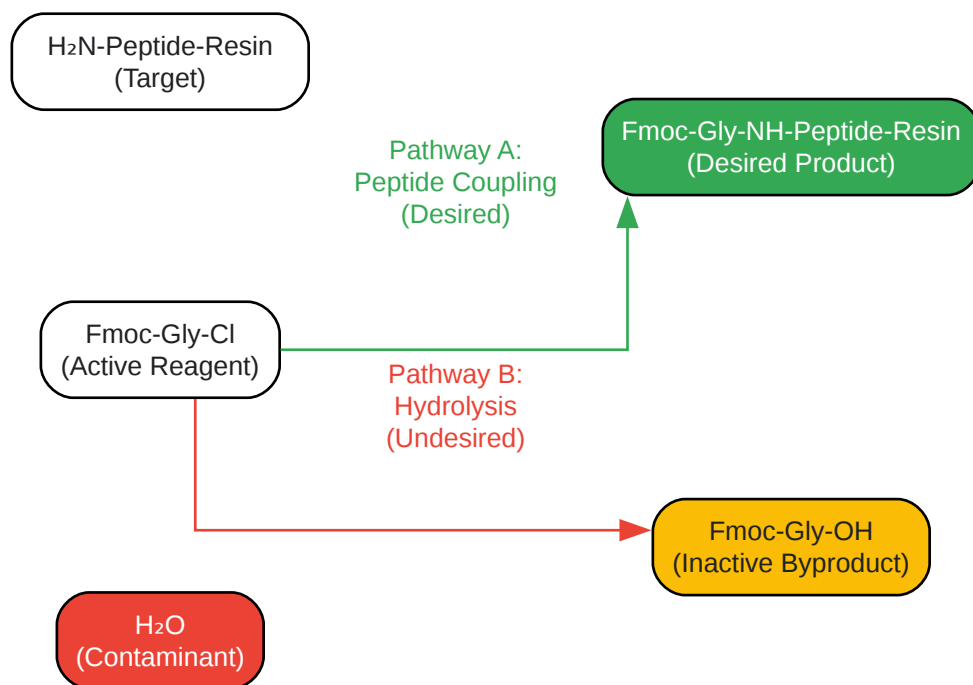 H₂N-Peptide-Resin
(Target)
Fmoc-Gly-NH-Peptide-Resin
(Desired Product)
Pathway A:
Peptide Coupling
(Desired)
Fmoc-Gly-Cl
(Active Reagent)
Pathway B:
Hydrolysis
(Undesired)
Fmoc-Gly-OH
(Inactive Byproduct)
H₂O
(Contaminant)